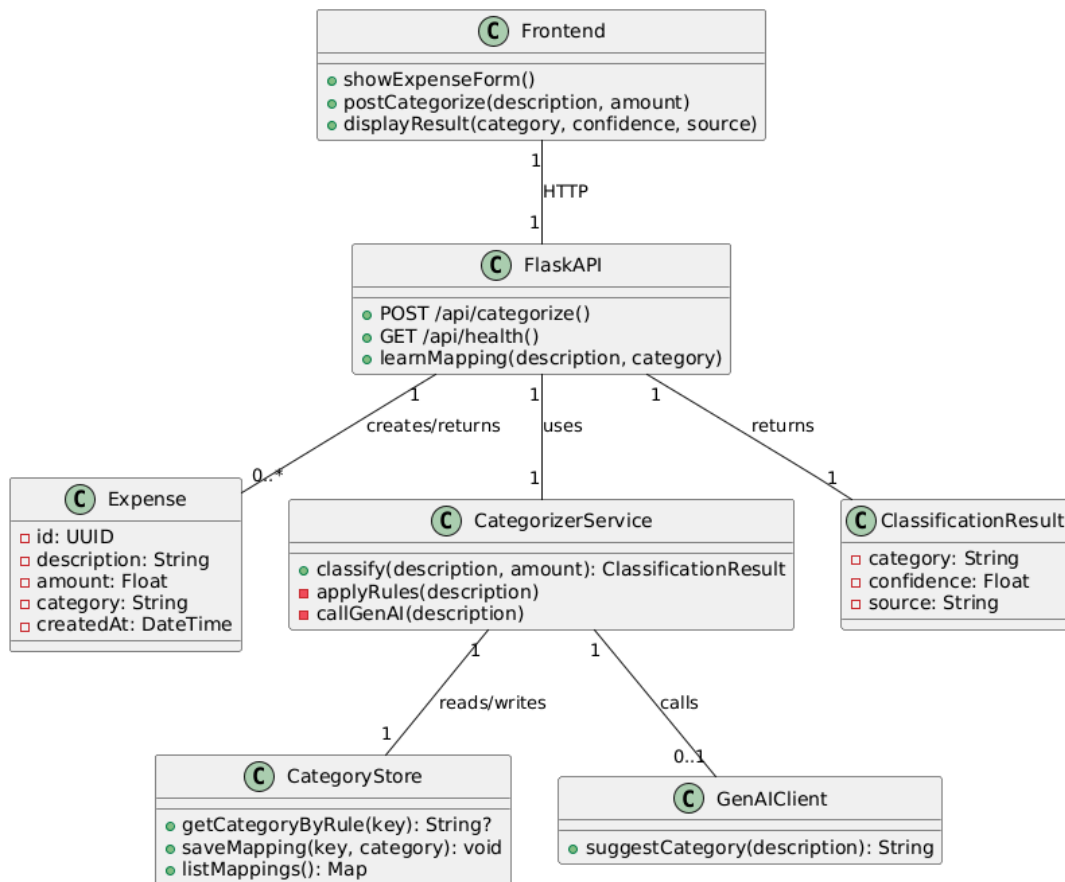 C Frontend
showExpenseForm()
postCategorize(description, amount)
displayResult(category, confidence, source)
1
HTTP
1
C FlaskAPI
POST /api/categorize()
GET /api/health()
learnMapping(description, category)
1
creates/returns
0..*
1
uses
1
1
returns
1
C Expense
id: UUID
description: String
amount: Float
category: String
createdAt: DateTime
C CategorizerService
classify(description, amount): ClassificationResult
applyRules(description)
callGenAI(description)
C ClassificationResult
category: String
confidence: Float
source: String
1
reads/writes
1
1
calls
0..1
C CategoryStore
getCategoryByRule(key): String?
saveMapping(key, category): void
listMappings(): Map
C GenAIClient
suggestCategory(description): String